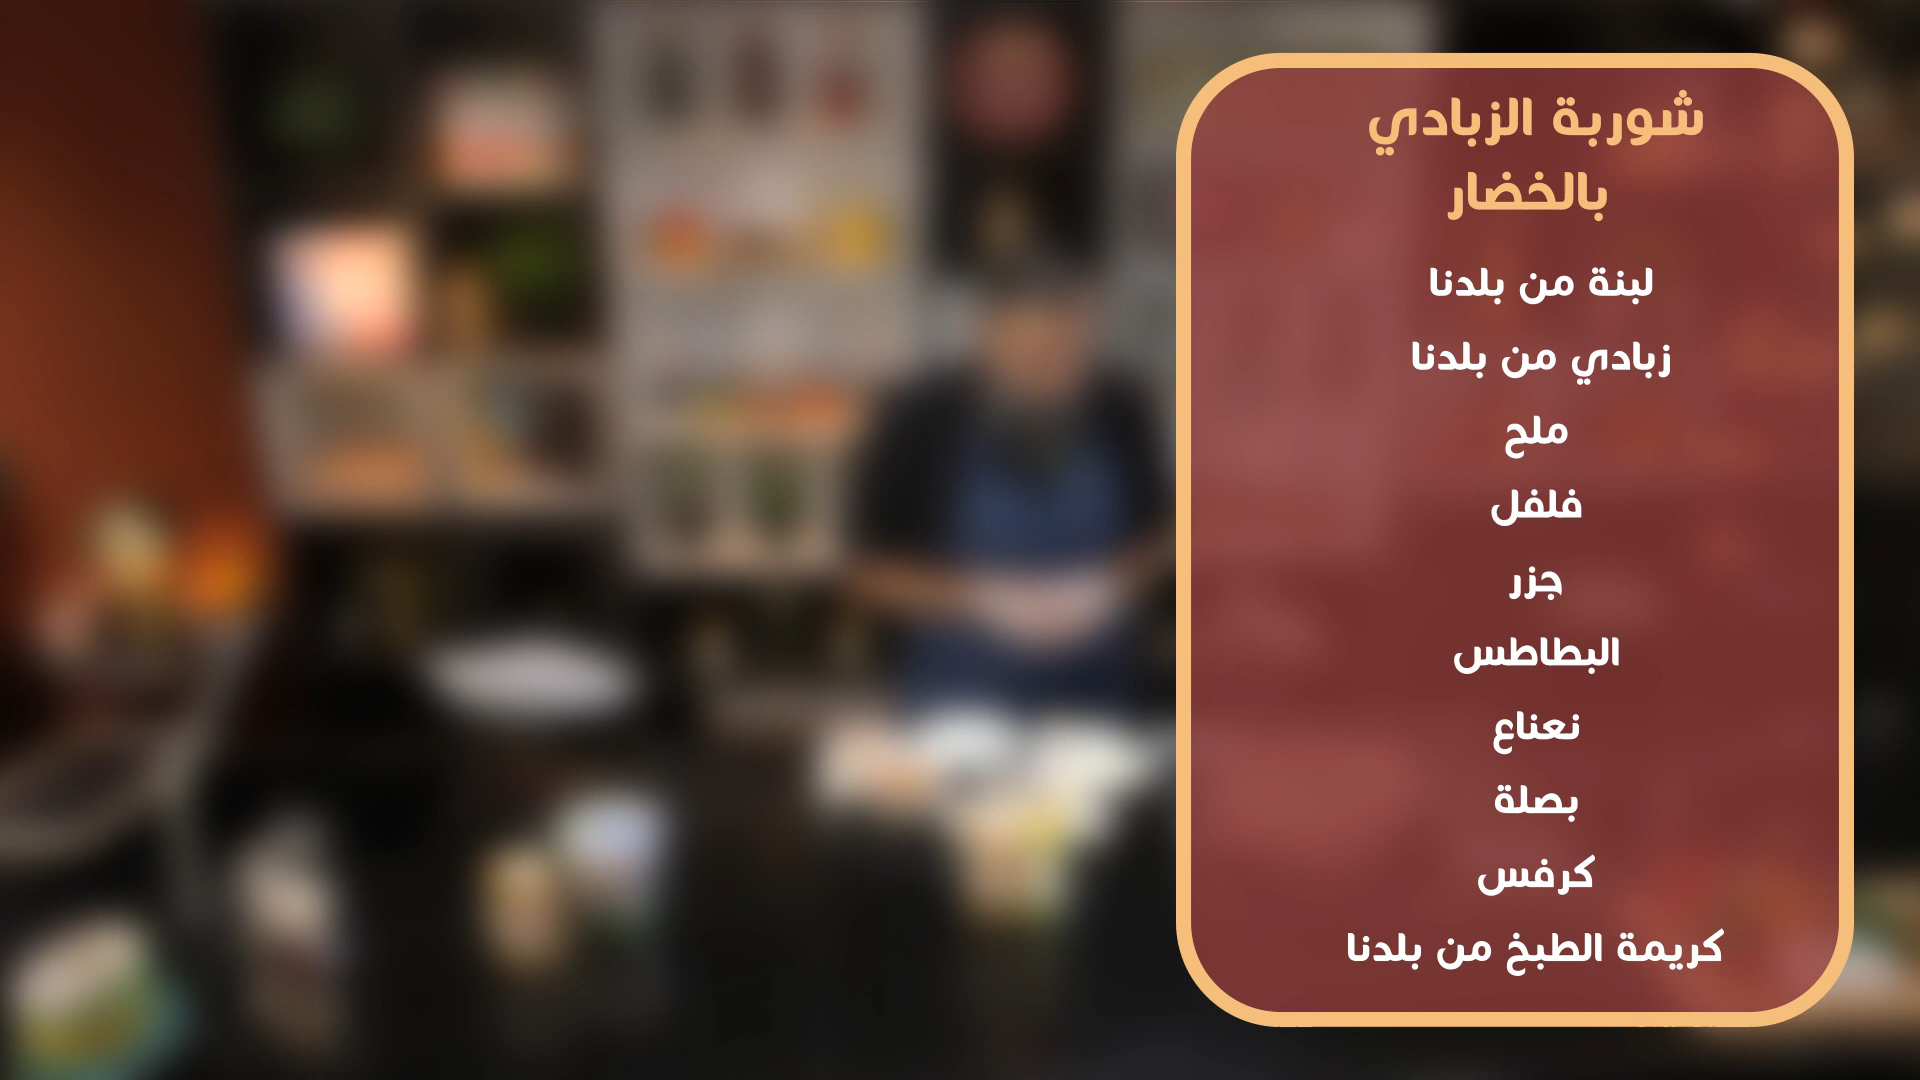 شوربة الزبادي
بالخضار
لبنة من بلدنا
زبادي من بلدنا
ملح
فلفل
جزر
البطاطس
نعناع
بصلة
كرفس
كريمة الطبخ من بلدنا